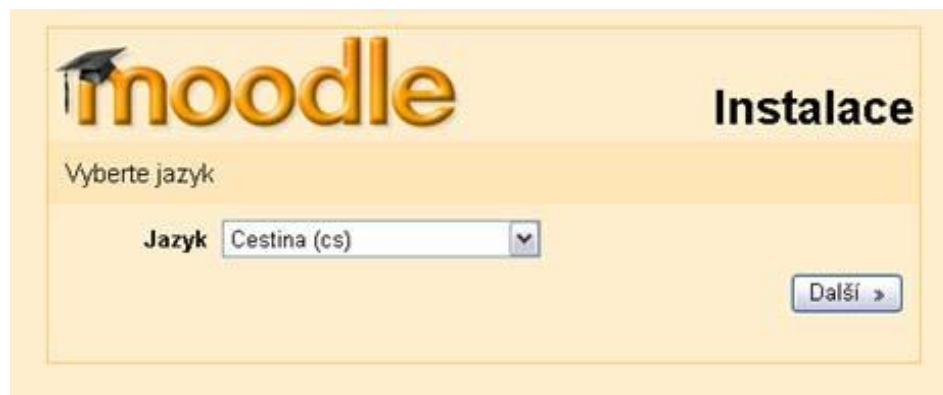 moodle
Instalace
Vyberte jazyk
Jazyk Cestina (cs)
Další »